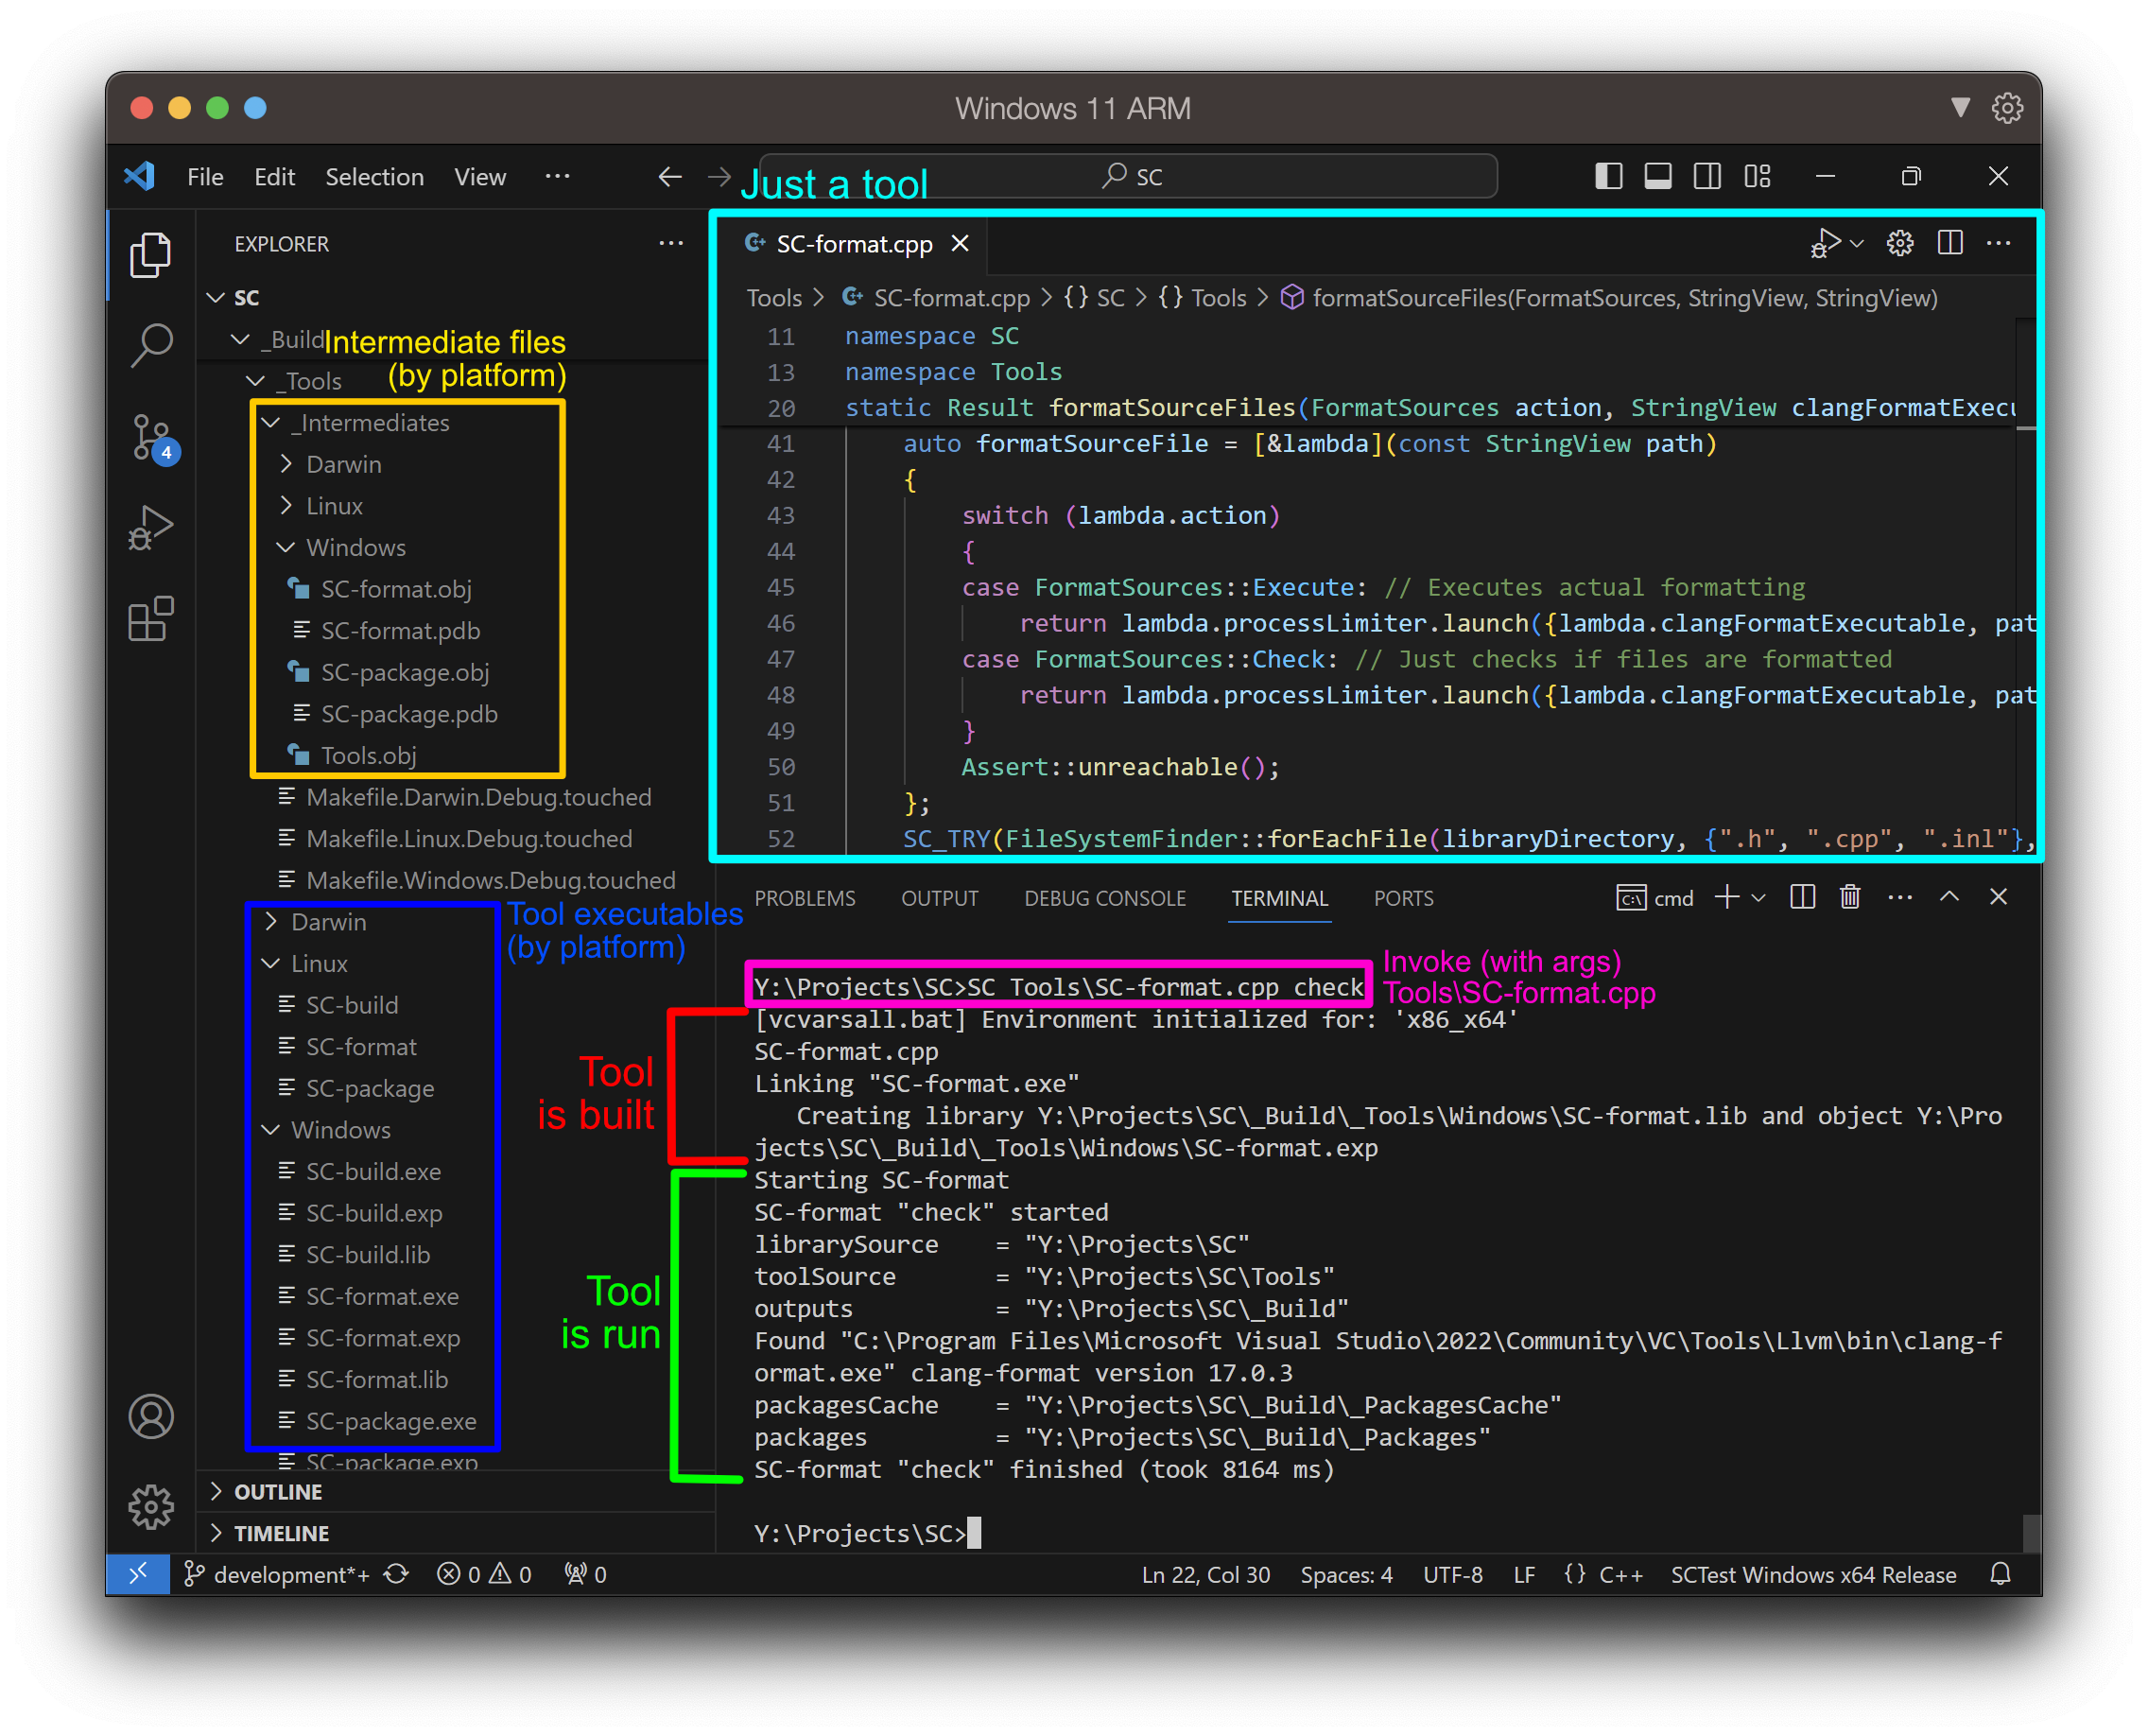 Windows 11 ARM
File Edit Selection View ··· SC
Just a tool
EXPLORER ···
SC
_Build
Intermediate files
(by platform)
_Tools
_Intermediates
Darwin
Linux
Windows
SC-format.obj
SC-format.pdb
SC-package.obj
SC-package.pdb
Tools.obj
Makefile.Darwin.Debug.touched
Makefile.Linux.Debug.touched
Makefile.Windows.Debug.touched
Darwin
Tool executables
(by platform)
Linux
SC-build
SC-format
SC-package
Windows
SC-build.exe
SC-build.exp
SC-build.lib
SC-format.exe
SC-format.exp
SC-format.lib
SC-package.exe
SC-package.exp
OUTLINE
TIMELINE
4
SC-format.cpp
Tools > SC-format.cpp > {} SC > {} Tools > formatSourceFiles(FormatSources, StringView, StringView)
11 namespace SC
13 namespace Tools
20 static Result formatSourceFiles(FormatSources action, StringView clangFormatExecu
41 auto formatSourceFile = [&lambda](const StringView path)
42 {
43 switch (lambda.action)
44 {
45 case FormatSources::Execute: // Executes actual formatting
46 return lambda.processLimiter.launch({lambda.clangFormatExecutable, pat
47 case FormatSources::Check: // Just checks if files are formatted
48 return lambda.processLimiter.launch({lambda.clangFormatExecutable, pat
49 }
50 Assert::unreachable();
51 };
52 SC_TRY(FileSystemFinder::forEachFile(libraryDirectory, {".h", ".cpp", ".inl"},
PROBLEMS OUTPUT DEBUG CONSOLE TERMINAL PORTS cmd
Y:\Projects\SC>SC Tools\SC-format.cpp check
Invoke (with args)
Tools\SC-format.cpp
[vcvarsall.bat] Environment initialized for: 'x86_x64'
SC-format.cpp
Linking "SC-format.exe"
Creating library Y:\Projects\SC\_Build\_Tools\Windows\SC-format.lib and object Y:\Pro
jects\SC\_Build\_Tools\Windows\SC-format.exp
Tool
is built
Starting SC-format
SC-format "check" started
librarySource = "Y:\Projects\SC"
toolSource = "Y:\Projects\SC\Tools"
outputs = "Y:\Projects\SC\_Build"
Found "C:\Program Files\Microsoft Visual Studio\2022\Community\VC\Tools\Llvm\bin\clang-f
ormat.exe" clang-format version 17.0.3
packagesCache = "Y:\Projects\SC\_Build\_PackagesCache"
packages = "Y:\Projects\SC\_Build\_Packages"
SC-format "check" finished (took 8164 ms)
Tool
is run
Y:\Projects\SC>
development*+ 0 0 0 Ln 22, Col 30 Spaces: 4 UTF-8 LF {} C++ SCTest Windows x64 Release